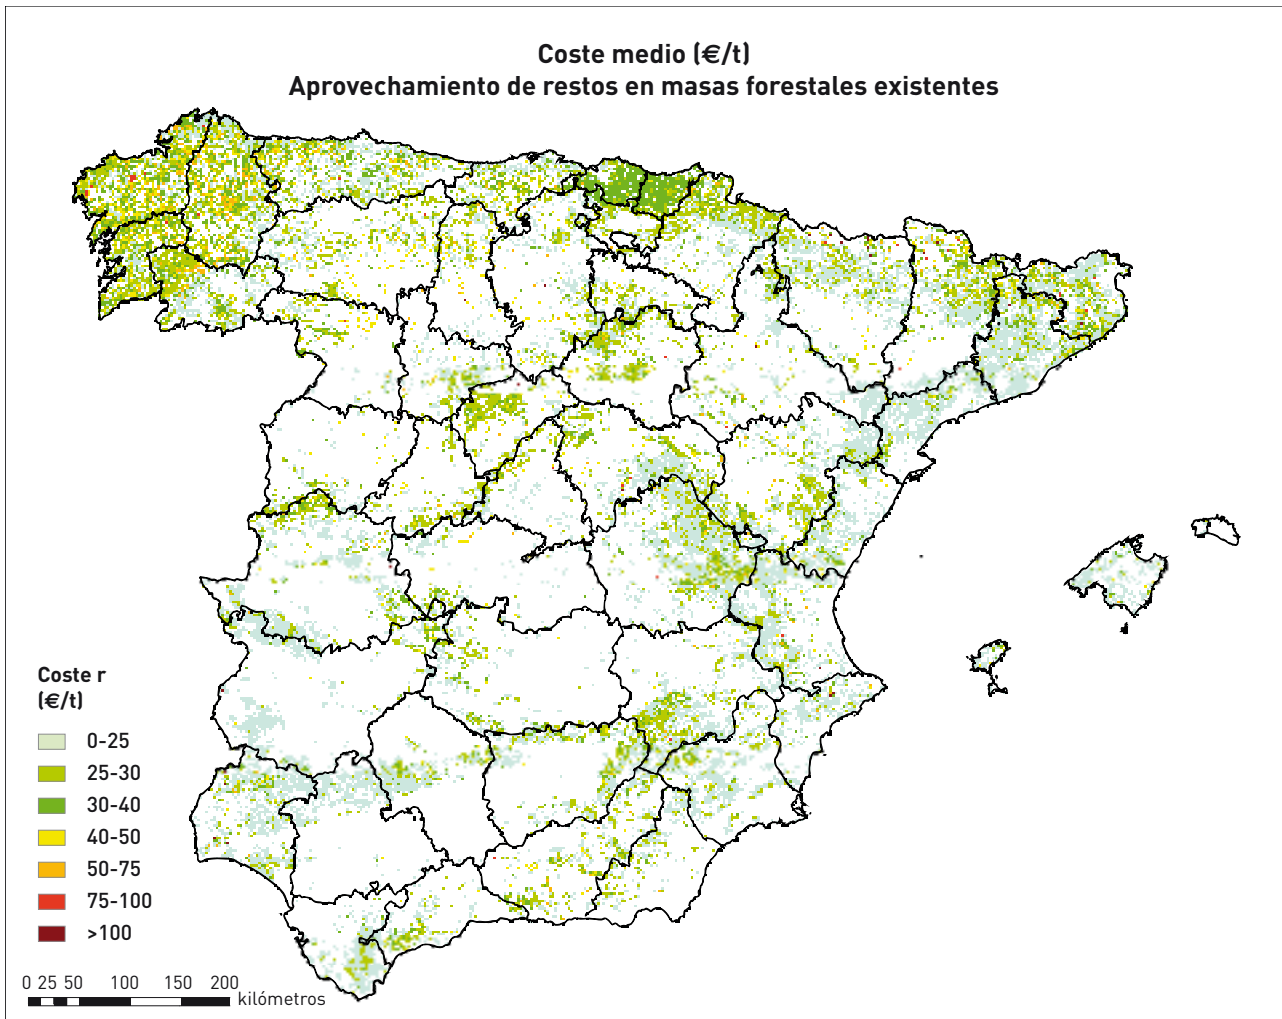 Coste medio (€/t)
Aprovechamiento de restos en masas forestales existentes
Coste r
(€/t)
0-25
25-30
30-40
40-50
50-75
75-100
>100
0 25 50 100 150 200
kilómetros